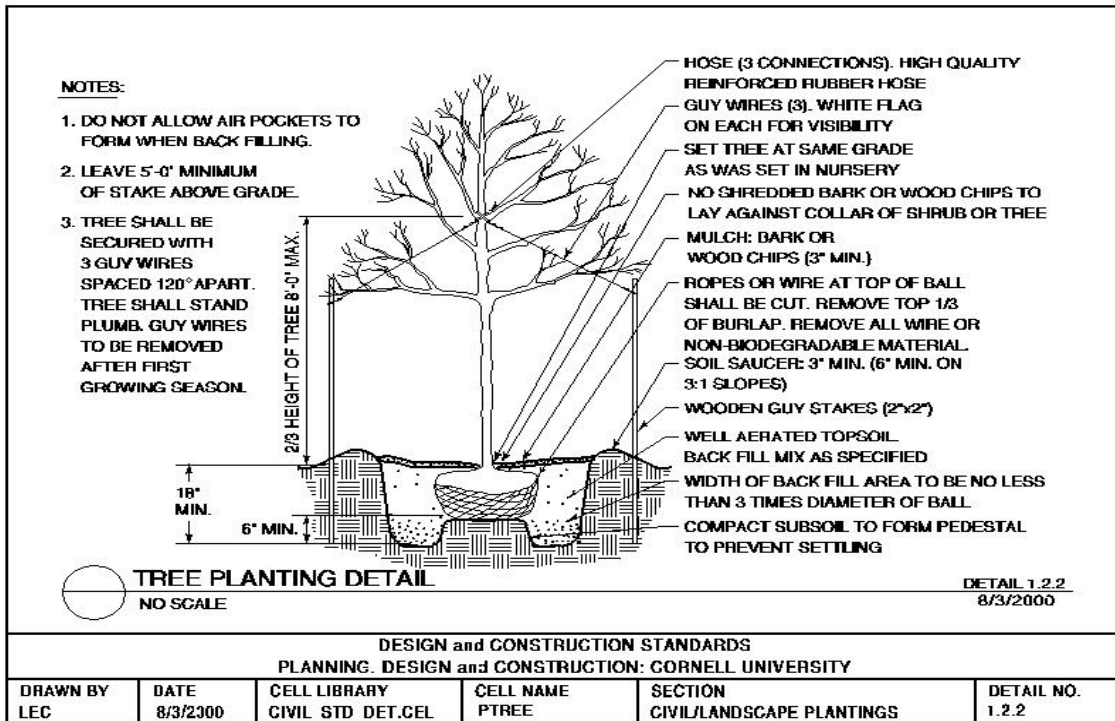 NOTES:
1. DO NOT ALLOW AIR POCKETS TO
FORM WHEN BACK FILLING.
2. LEAVE 5'-0" MINIMUM
OF STAKE ABOVE GRADE.
3. TREE SHALL BE
SECURED WITH
3 GUY WIRES
SPACED 120° APART.
TREE SHALL STAND
PLUMB. GUY WIRES
TO BE REMOVED
AFTER FIRST
GROWING SEASON.
2/3 HEIGHT OF TREE 8'-0" MAX.
18"
MIN.
6" MIN.
HOSE (3 CONNECTIONS). HIGH QUALITY
REINFORCED RUBBER HOSE
GUY WIRES (3). WHITE FLAG
ON EACH FOR VISIBILITY
SET TREE AT SAME GRADE
AS WAS SET IN NURSERY
NO SHREDDED BARK OR WOOD CHIPS TO
LAY AGAINST COLLAR OF SHRUB OR TREE
MULCH: BARK OR
WOOD CHIPS (3" MIN.)
ROPES OR WIRE AT TOP OF BALL
SHALL BE CUT. REMOVE TOP 1/3
OF BURLAP. REMOVE ALL WIRE OR
NON-BIODEGRADABLE MATERIAL.
SOIL SAUCER: 3" MIN. (6" MIN. ON
3:1 SLOPES)
WOODEN GUY STAKES (2"x2")
WELL AERATED TOPSOIL
BACK FILL MIX AS SPECIFIED
WIDTH OF BACK FILL AREA TO BE NO LESS
THAN 3 TIMES DIAMETER OF BALL
COMPACT SUBSOIL TO FORM PEDESTAL
TO PREVENT SETTLING
TREE PLANTING DETAIL
NO SCALE
DETAIL 1.2.2
8/3/2000
DESIGN and CONSTRUCTION STANDARDS
PLANNING. DESIGN and CONSTRUCTION: CORNELL UNIVERSITY
DRAWN BY
LEC
DATE
8/3/2000
CELL LIBRARY
CIVIL_STD_DET.CEL
CELL NAME
PTREE
SECTION
CIVIL/LANDSCAPE PLANTINGS
DETAIL NO.
1.2.2